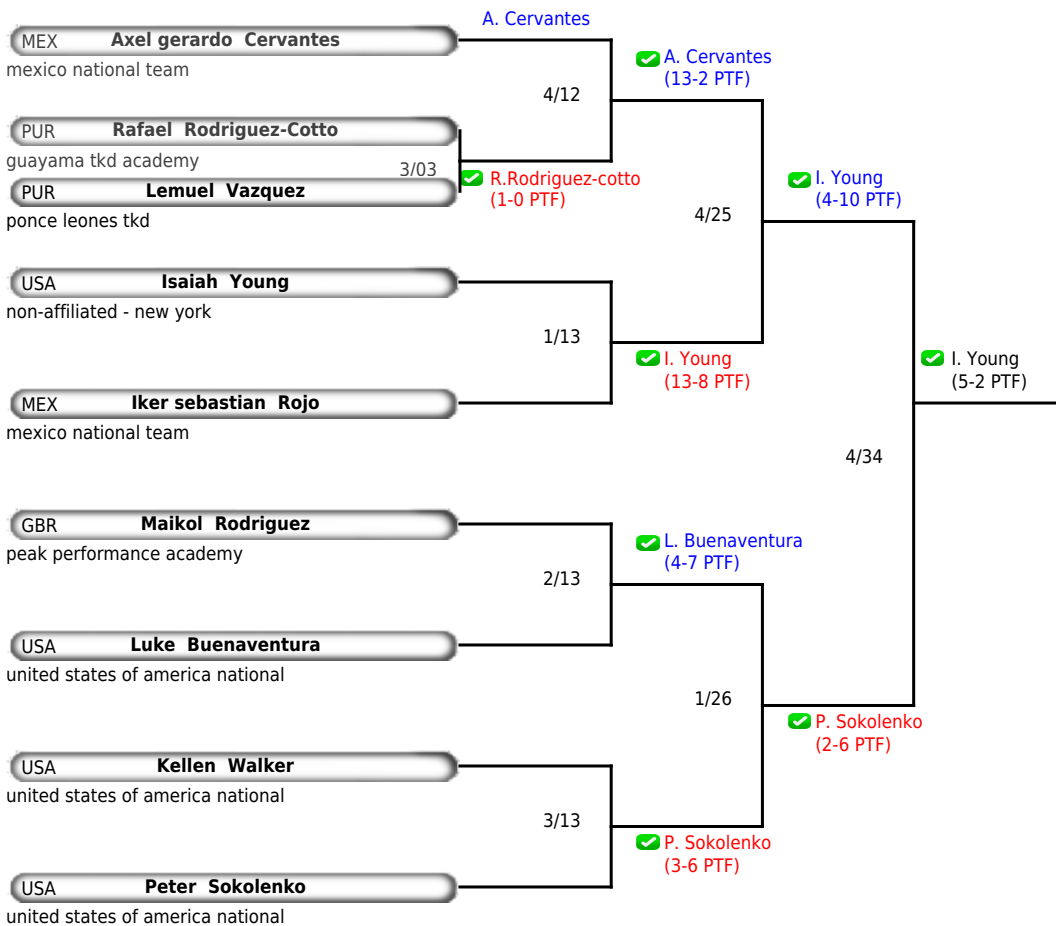 A. Cervantes
MEX Axel gerardo Cervantes
mexico national team
A. Cervantes
(13-2 PTF)
4/12
PUR Rafael Rodriguez-Cotto
guayama tkd academy
3/03
R.Rodriguez-cotto
(1-0 PTF)
PUR Lemuel Vazquez
ponce leones tkd
I. Young
(4-10 PTF)
4/25
USA Isaiah Young
non-affiliated - new york
1/13
I. Young
(13-8 PTF)
I. Young
(5-2 PTF)
MEX Iker sebastian Rojo
mexico national team
4/34
GBR Maikol Rodriguez
peak performance academy
L. Buenaventura
(4-7 PTF)
2/13
USA Luke Buenaventura
united states of america national
1/26
P. Sokolenko
(2-6 PTF)
USA Kellen Walker
united states of america national
3/13
P. Sokolenko
(3-6 PTF)
USA Peter Sokolenko
united states of america national